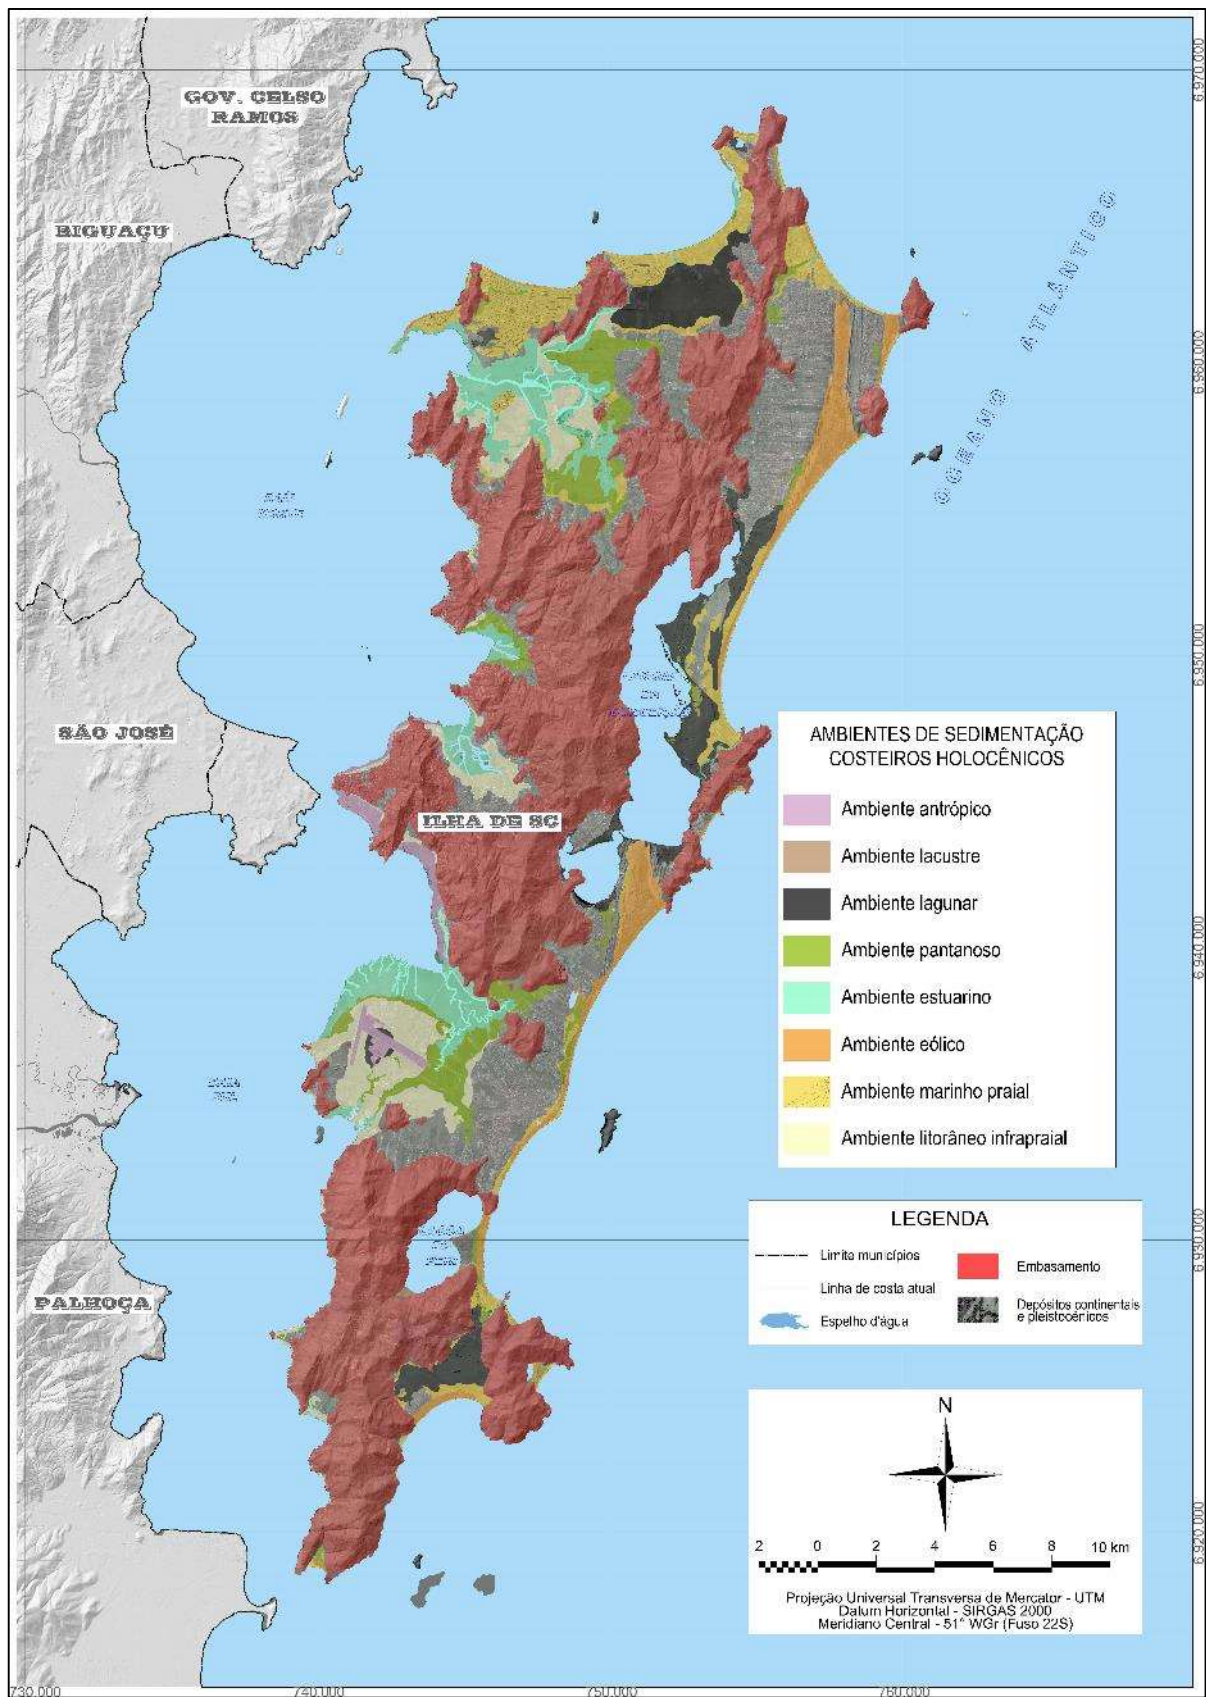 GOV. CELSO
RAMOS
BIGUAÇU
SÃO JOSÉ
PALHOÇA
ILHA DE SC
OCEANO ATLANTICO
6.970.000
6.960.000
6.950.000
6.940.000
6.930.000
6.920.000
AMBIENTES DE SEDIMENTAÇÃO
COSTEIROS HOLOCÊNICOS
Ambiente antrópico
Ambiente lacustre
Ambiente lagunar
Ambiente pantanoso
Ambiente estuarino
Ambiente eólico
Ambiente marinho praial
Ambiente litorâneo infrapraial
LEGENDA
Limite municípios
Linha de costa atual
Espelho d'água
Embasamento
Depósitos continentais
e pleistocênicos
N
2 0 2 4 6 8 10 km
Projeção Universal Transversa de Mercator - UTM
Datum Horizontal - SIRGAS 2000
Meridiano Central - 51° WGr (Fuso 22S)
730.000 740.000 750.000 760.000